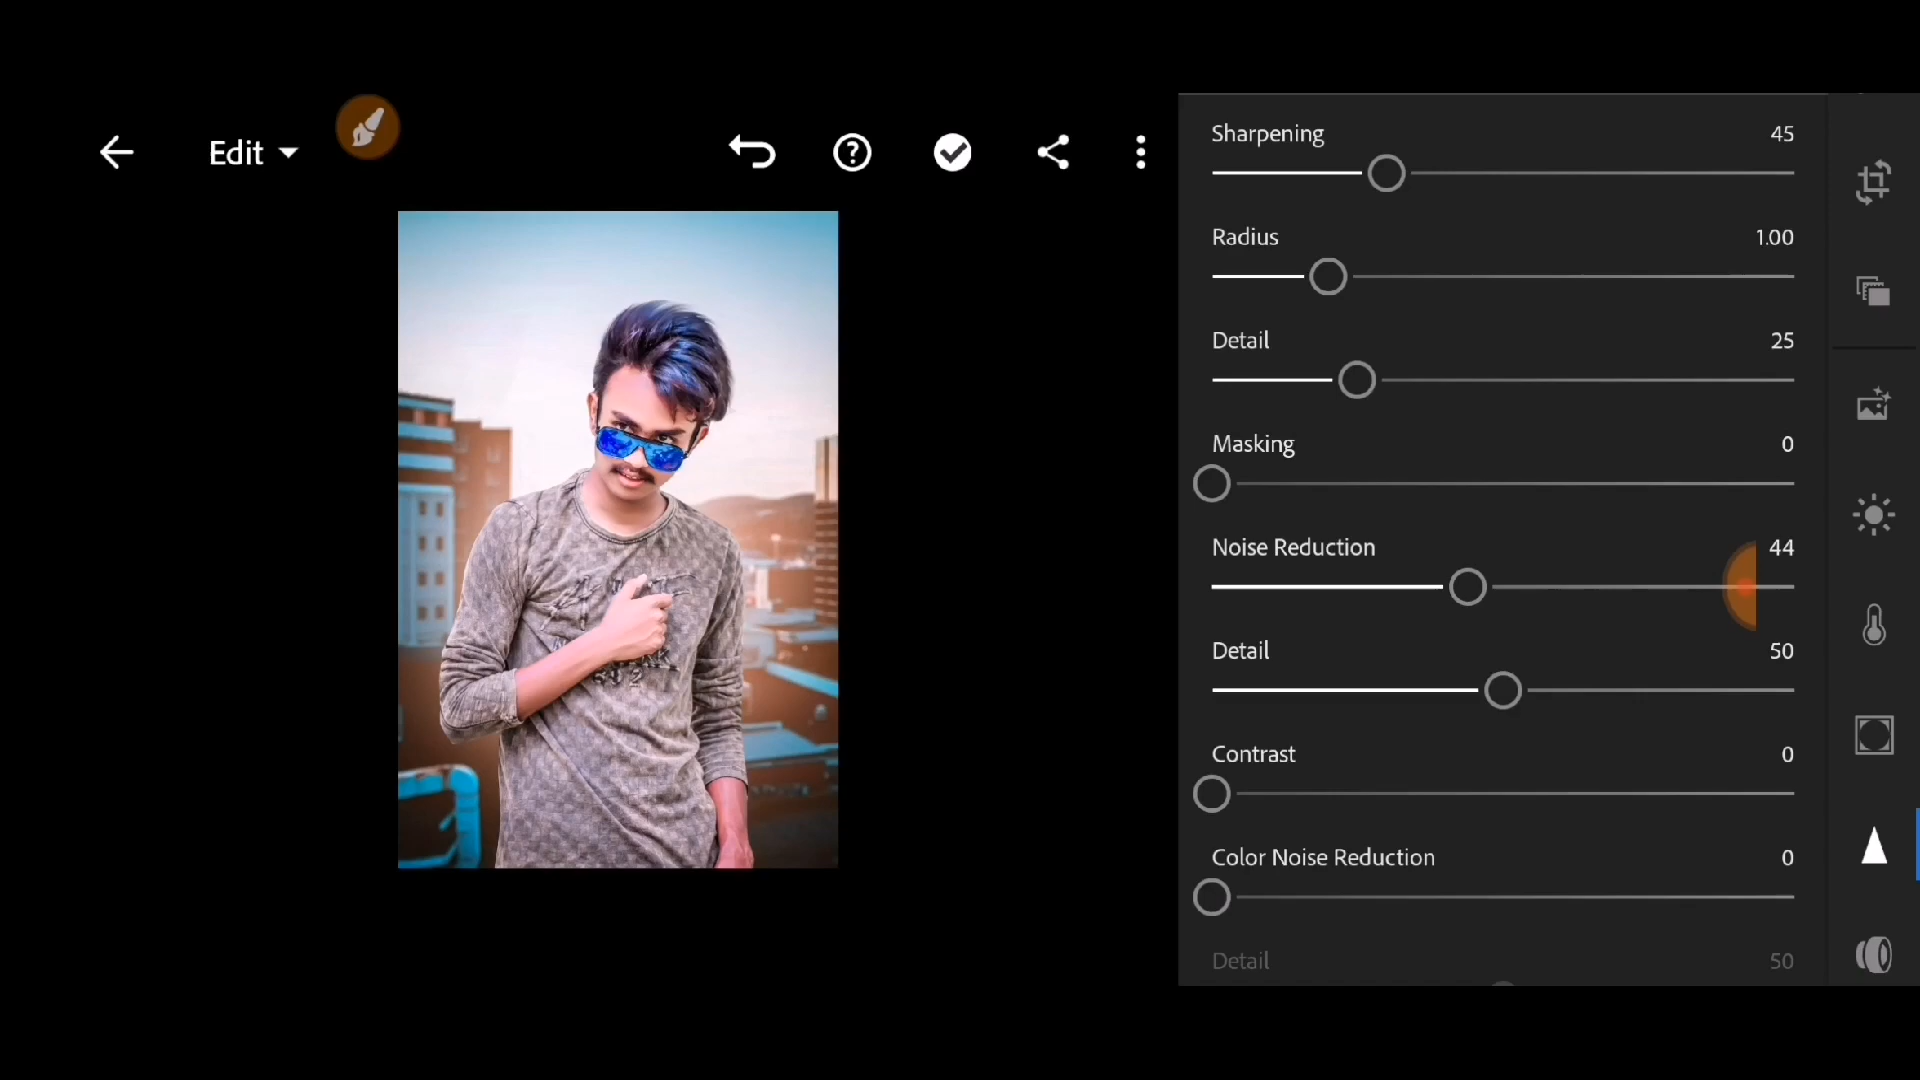 Edit
Sharpening 45
Radius 1.00
Detail 25
Masking 0
Noise Reduction 44
Detail 50
Contrast 0
Color Noise Reduction 0
Detail 50